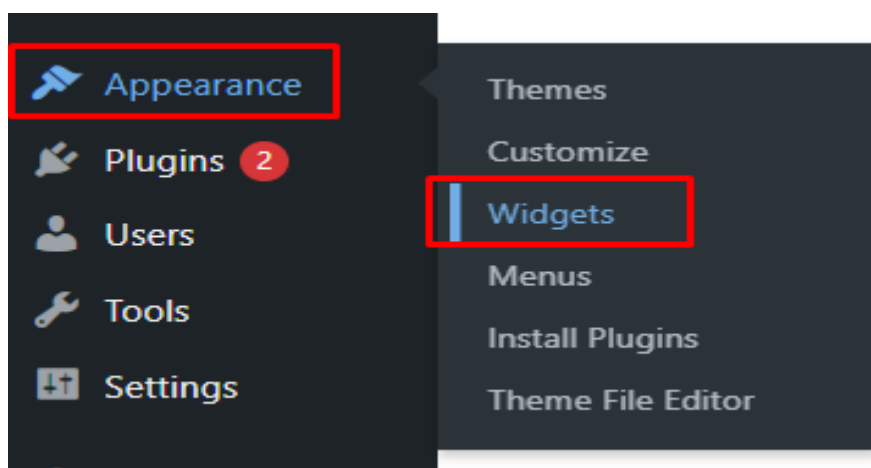 Appearance
Plugins 2
Users
Tools
Settings
Themes
Customize
Widgets
Menus
Install Plugins
Theme File Editor